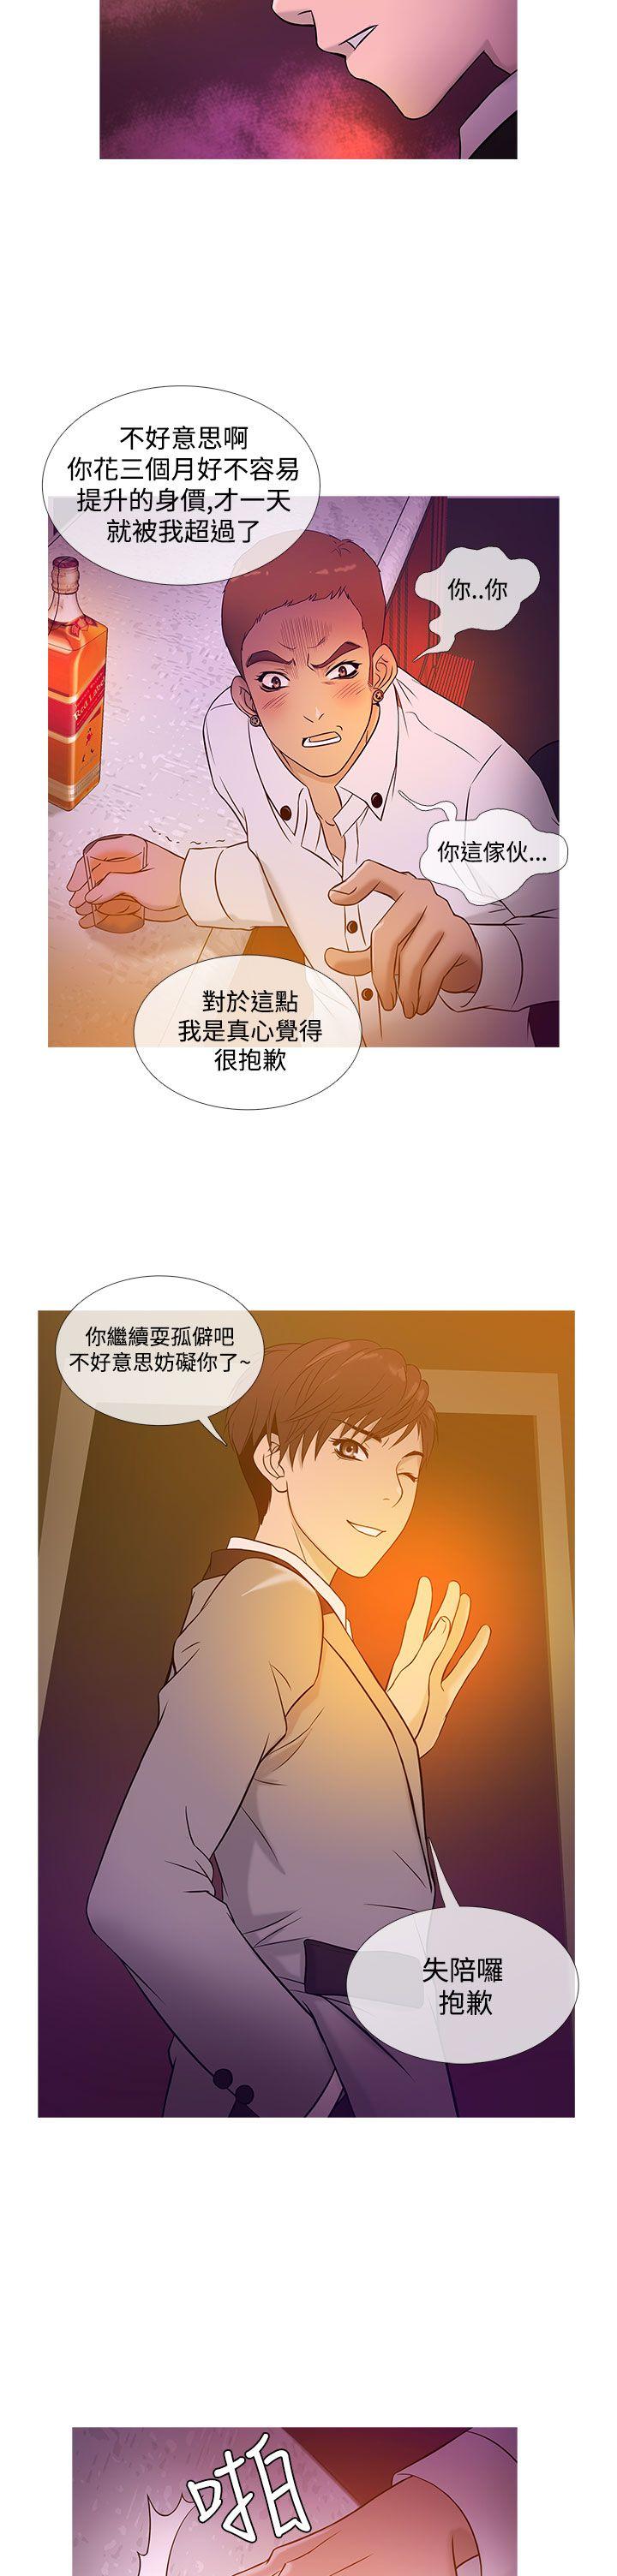 不好意思啊
你花三個月好不容易
提升的身價,才一天
就被我超過了
你..你
Red Label
你這傢伙...
對於這點
我是真心覺得
很抱歉
你繼續耍孤僻吧
不好意思妨礙你了~
失陪囉
抱歉
啪